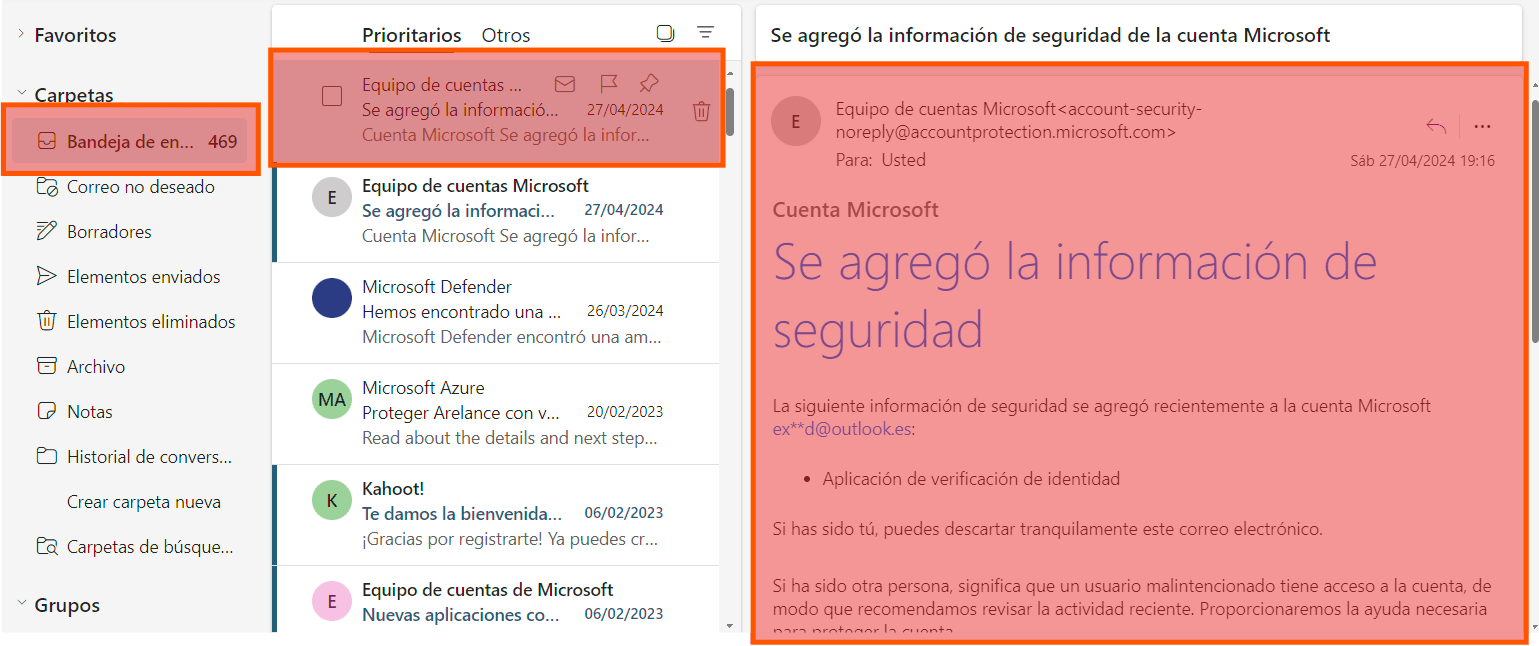 Favoritos
Carpetas
Bandeja de en... 469
Correo no deseado
Borradores
Elementos enviados
Elementos eliminados
Archivo
Notas
Historial de convers...
Crear carpeta nueva
Carpetas de búsque...
Grupos
Prioritarios Otros
Equipo de cuentas ...
Se agregó la informació... 27/04/2024
Cuenta Microsoft Se agregó la infor...
E
Equipo de cuentas Microsoft
Se agregó la informaci... 27/04/2024
Cuenta Microsoft Se agregó la infor...
Microsoft Defender
Hemos encontrado una ... 26/03/2024
Microsoft Defender encontró una am...
MA
Microsoft Azure
Proteger Arelance con v... 20/02/2023
Read about the details and next step...
K
Kahoot!
Te damos la bienvenida... 06/02/2023
¡Gracias por registrarte! Ya puedes cr...
E
Equipo de cuentas de Microsoft
Nuevas aplicaciones co... 06/02/2023
Se agregó la información de seguridad de la cuenta Microsoft
E
Equipo de cuentas Microsoft<account-security-
noreply@accountprotection.microsoft.com>
Para: Usted
Sáb 27/04/2024 19:16
Cuenta Microsoft
Se agregó la información de
seguridad
La siguiente información de seguridad se agregó recientemente a la cuenta Microsoft
ex**d@outlook.es:
• Aplicación de verificación de identidad
Si has sido tú, puedes descartar tranquilamente este correo electrónico.
Si ha sido otra persona, significa que un usuario malintencionado tiene acceso a la cuenta, de
modo que recomendamos revisar la actividad reciente. Proporcionaremos la ayuda necesaria
para proteger la cuenta.